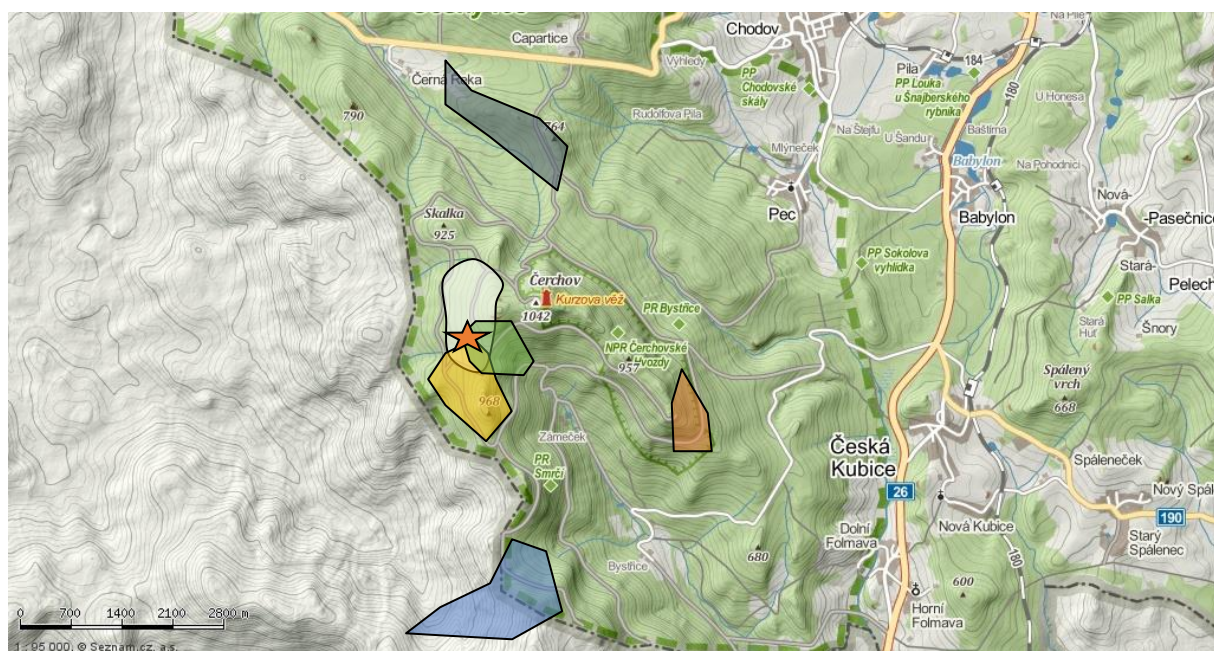 Capartice
Chodov
Na Pile
Výhledy
Pila
184
180
Černá Řeka
PP
Chodovské
skály
PP Louka
u Šnajberského
rybníka
U Honesa
790
764
Rudolfova Pila
Na Štejfu
U Šandu
Baštírna
Mlýneček
Babylon
Na Pohodnici
Pec
Babylon
Nová-
-Pasečnice
Skalka
925
PP Sokolova
vyhlídka
Stará-
Pelech
Čerchov
Kurzova věž
1042
PR Bystřice
PP Salka
Stará
Huť
Šnory
NPR Čerchovské
Hvozdy
957
Spálený
vrch
668
968
Zámeček
PR
Smrčí
Česká
Kubice
Spáleneček
26
Nová Kubice
Nový Spál
190
Starý
Spálenec
Dolní
Folmava
Bystřice
680
600
180
Horní
Folmava
0 700 1400 2100 2800 m
1 : 95 000, © Seznam.cz, a.s.